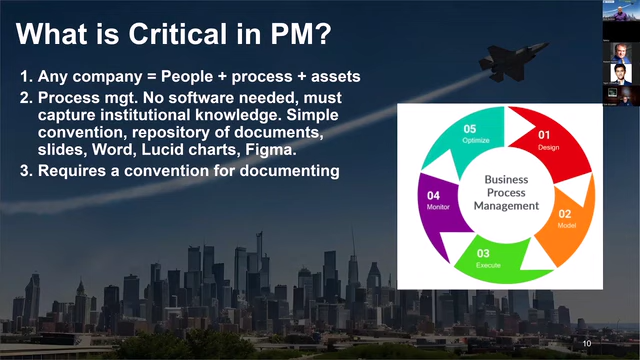 What is Critical in PM?
1. Any company = People + process + assets
2. Process mgt. No software needed, must
capture institutional knowledge. Simple
convention, repository of documents,
slides, Word, Lucid charts, Figma.
3. Requires a convention for documenting
05
Optimize
01
Design
Business
Process
Management
04
Monitor
02
Model
03
Execute
10